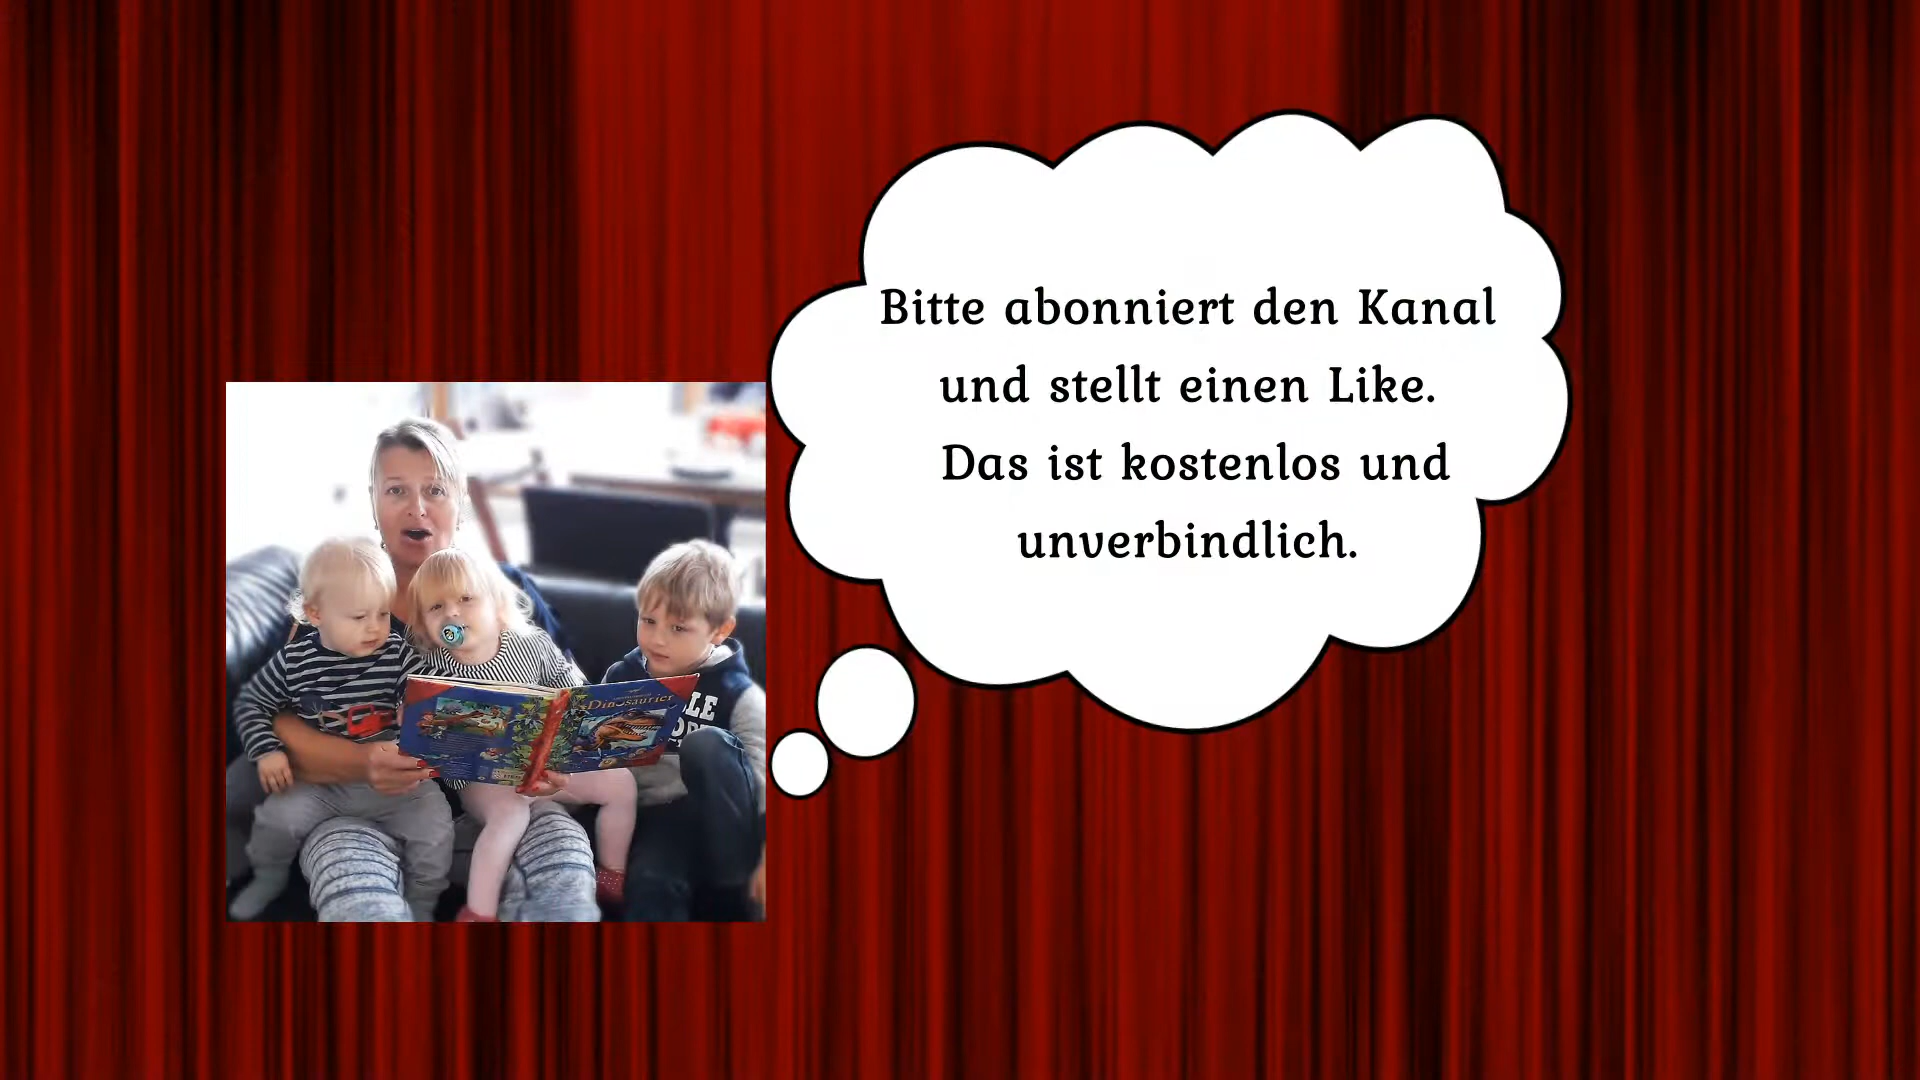 Bitte abonniert den Kanal
und stellt einen Like.
Das ist kostenlos und
unverbindlich.
Dinosaurier